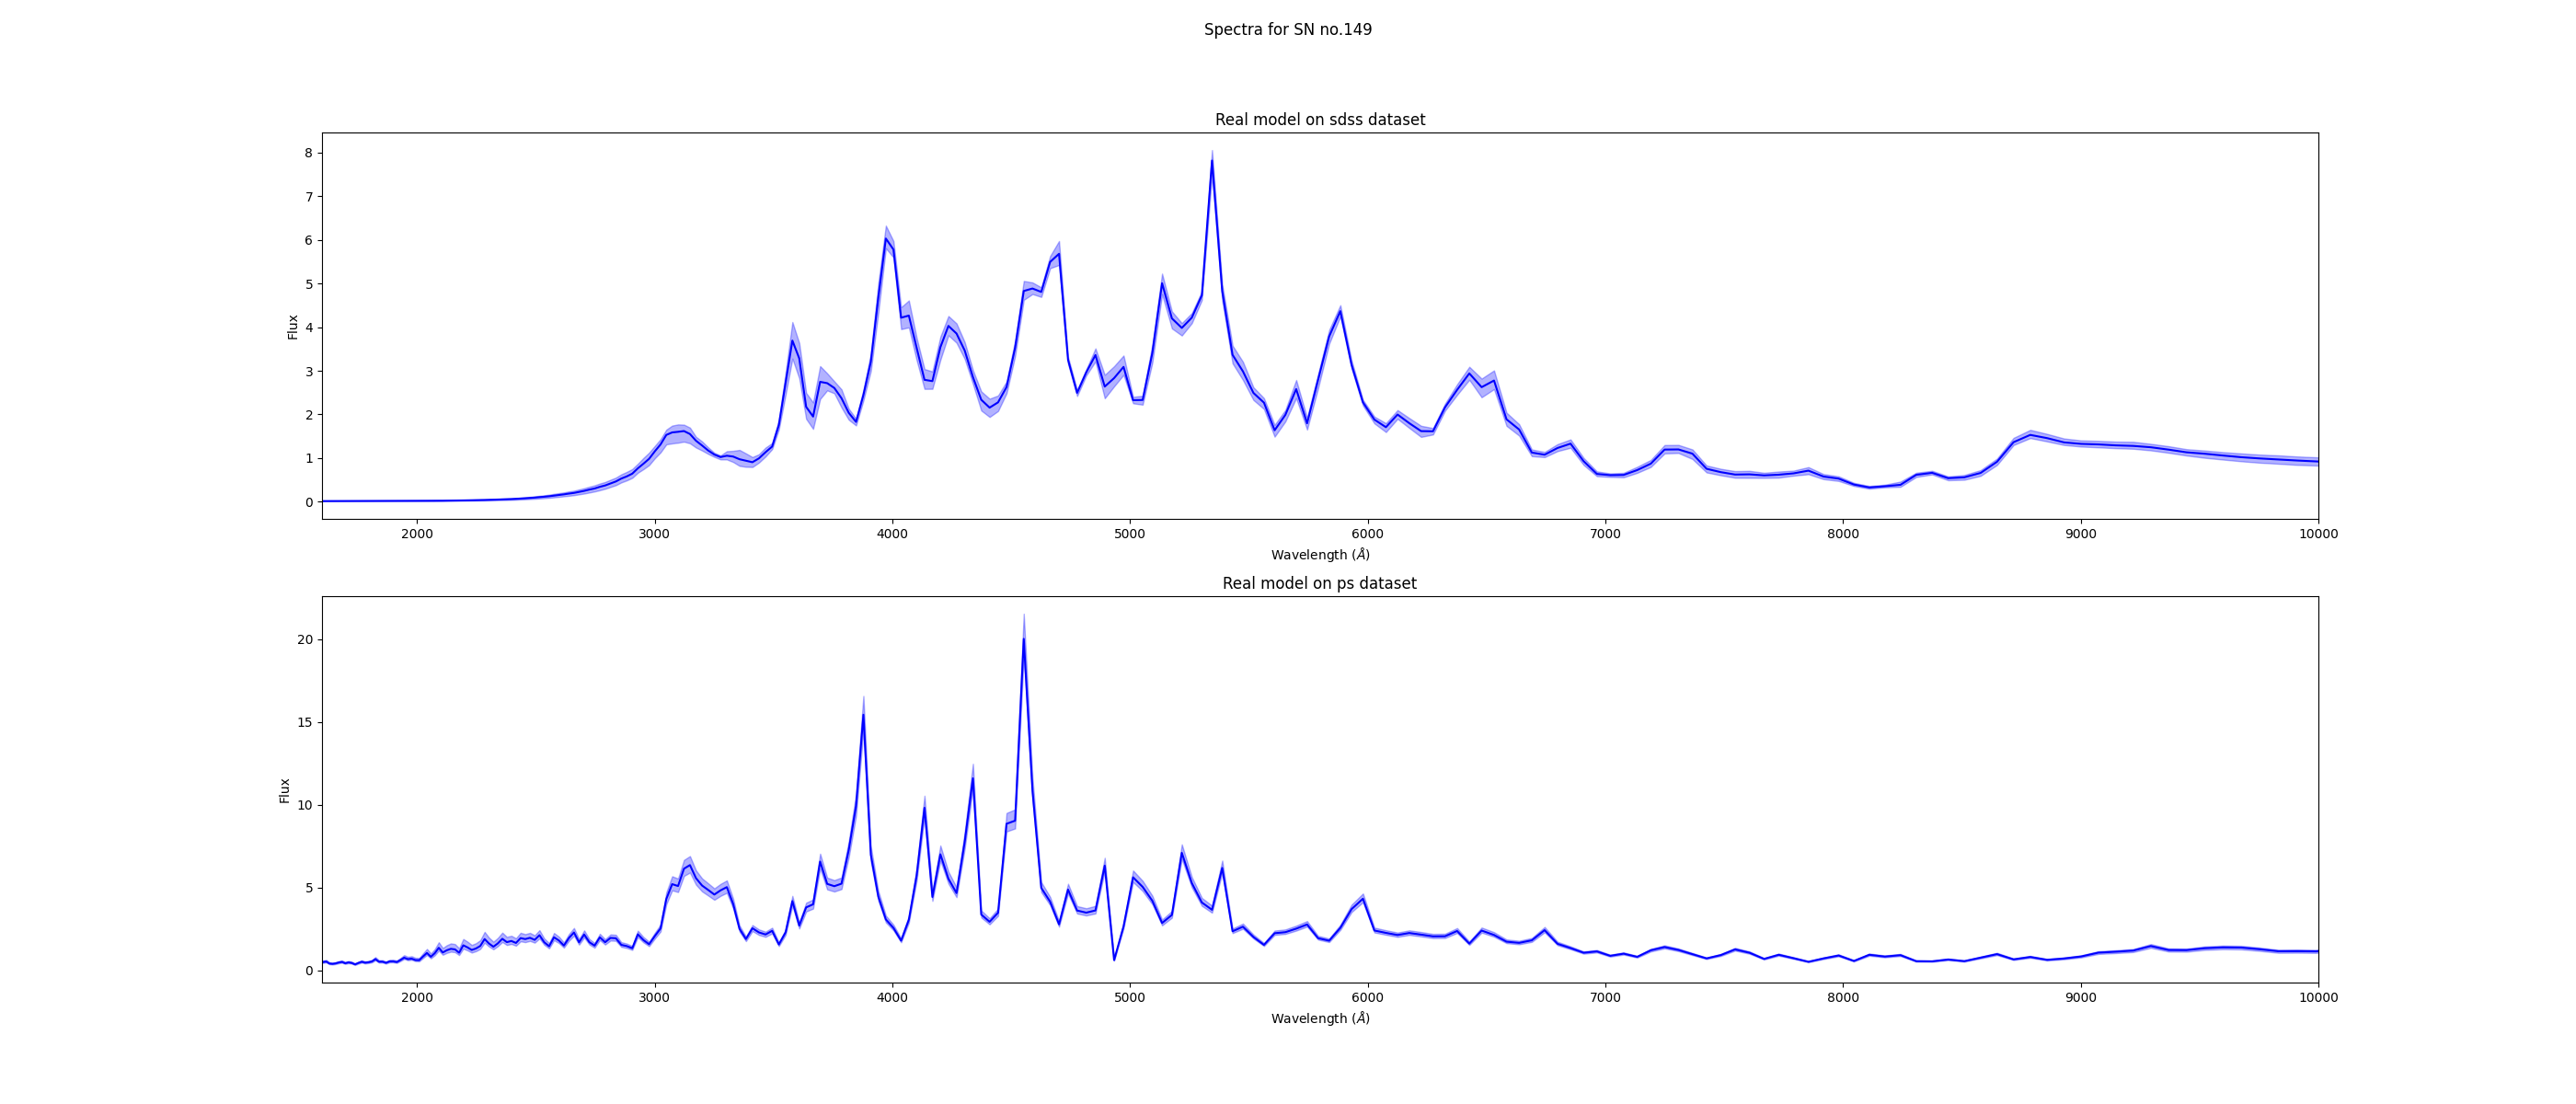 Spectra for SN no.149
Real model on sdss dataset
8
7
6
5
4
3
2
1
0
Flux
2000 3000 4000 5000 6000 7000 8000 9000 10000
Wavelength (Å)
Real model on ps dataset
20
15
10
5
0
Flux
2000 3000 4000 5000 6000 7000 8000 9000 10000
Wavelength (Å)